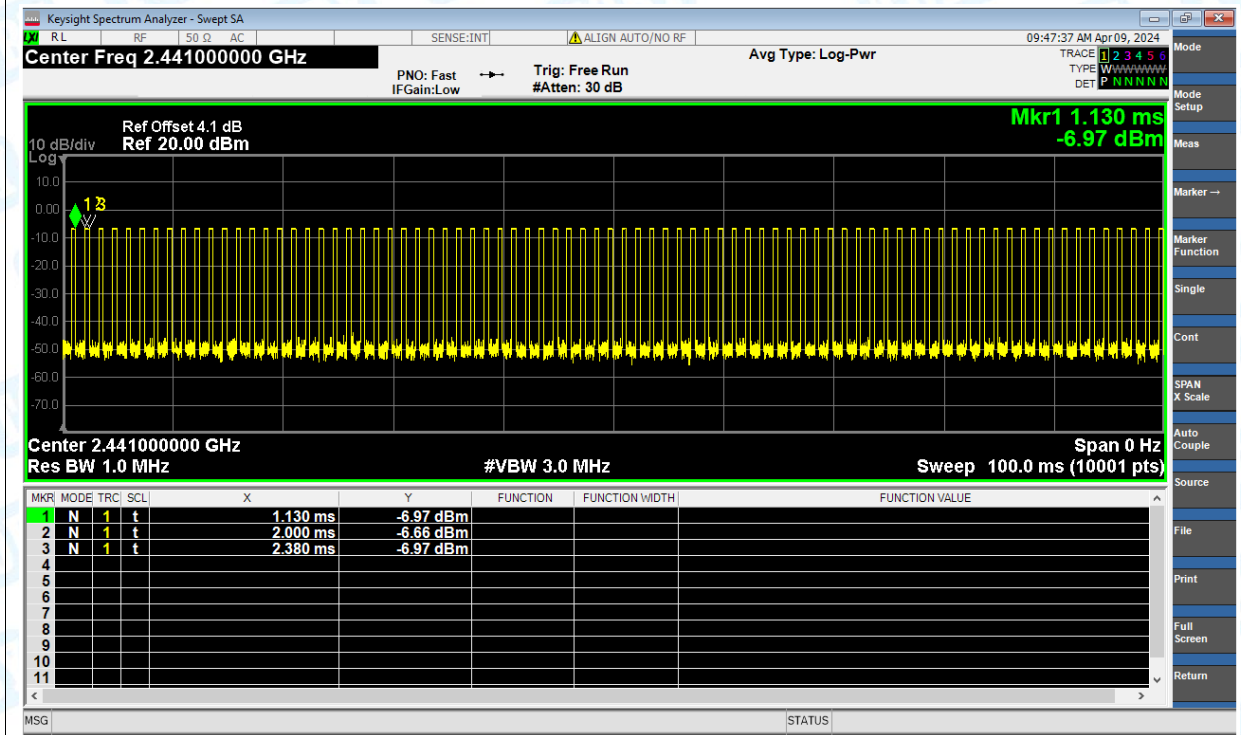 Keysight Spectrum Analyzer - Swept SA
LXI RL RF 50 Ω AC SENSE:INT ALIGN AUTO/NO RF 09:47:37 AM Apr 09, 2024
Center Freq 2.441000000 GHz
Avg Type: Log-Pwr
TRACE 1 2 3 4 5 6
PNO: Fast Trig: Free Run
TYPE WWWWWWW
IFGain:Low #Atten: 30 dB
DET P N N N N N
Mkr1 1.130 ms
-6.97 dBm
Ref Offset 4.1 dB
10 dB/div Ref 20.00 dBm
Log
10.0
1 2 3
0.00
-10.0
-20.0
-30.0
-40.0
-50.0
-60.0
-70.0
Center 2.441000000 GHz Span 0 Hz
Res BW 1.0 MHz #VBW 3.0 MHz Sweep 100.0 ms (10001 pts)
MKR MODE TRC SCL X Y FUNCTION FUNCTION WIDTH FUNCTION VALUE
1 N 1 t 1.130 ms -6.97 dBm
2 N 1 t 2.000 ms -6.66 dBm
3 N 1 t 2.380 ms -6.97 dBm
4
5
6
7
8
9
10
11
MSG STATUS
Mode
Mode
Setup
Meas
Marker →
Marker
Function
Single
Cont
SPAN
X Scale
Auto
Couple
Source
File
Print
Full
Screen
Return